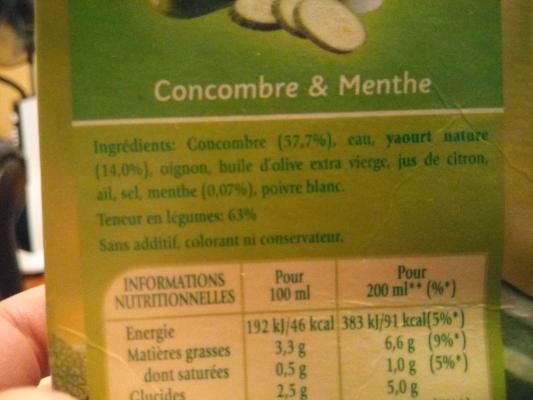 Concombre & Menthe
Ingrédients: Concombre (57,7%), eau, yaourt nature
(14,0%), oignon, huile d'olive extra vierge, jus de citron,
ail, sel, menthe (0,07%), poivre blanc.
Teneur en légumes: 63%
Sans additif, colorant ni conservateur.
INFORMATIONS NUTRITIONNELLES Pour 100 ml Pour 200 ml** (%*)
Energie 192 kJ/46 kcal 383 kJ/91 kcal(5%*)
Matières grasses 3,3 g 6,6 g (9%*)
dont saturées 0,5 g 1,0 g (5%*)
Glucides 2,5 g 5,0 g